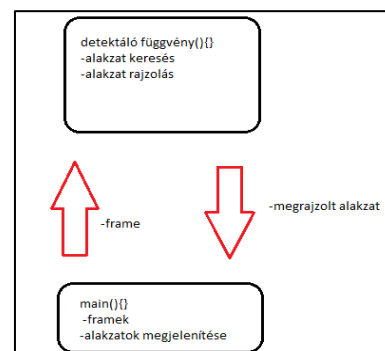 detektáló függvény(){}
-alakzat keresés
-alakzat rajzolás
-frame
-megrajzolt alakzat
main(){}
-framek
-alakzatok megjelenítése